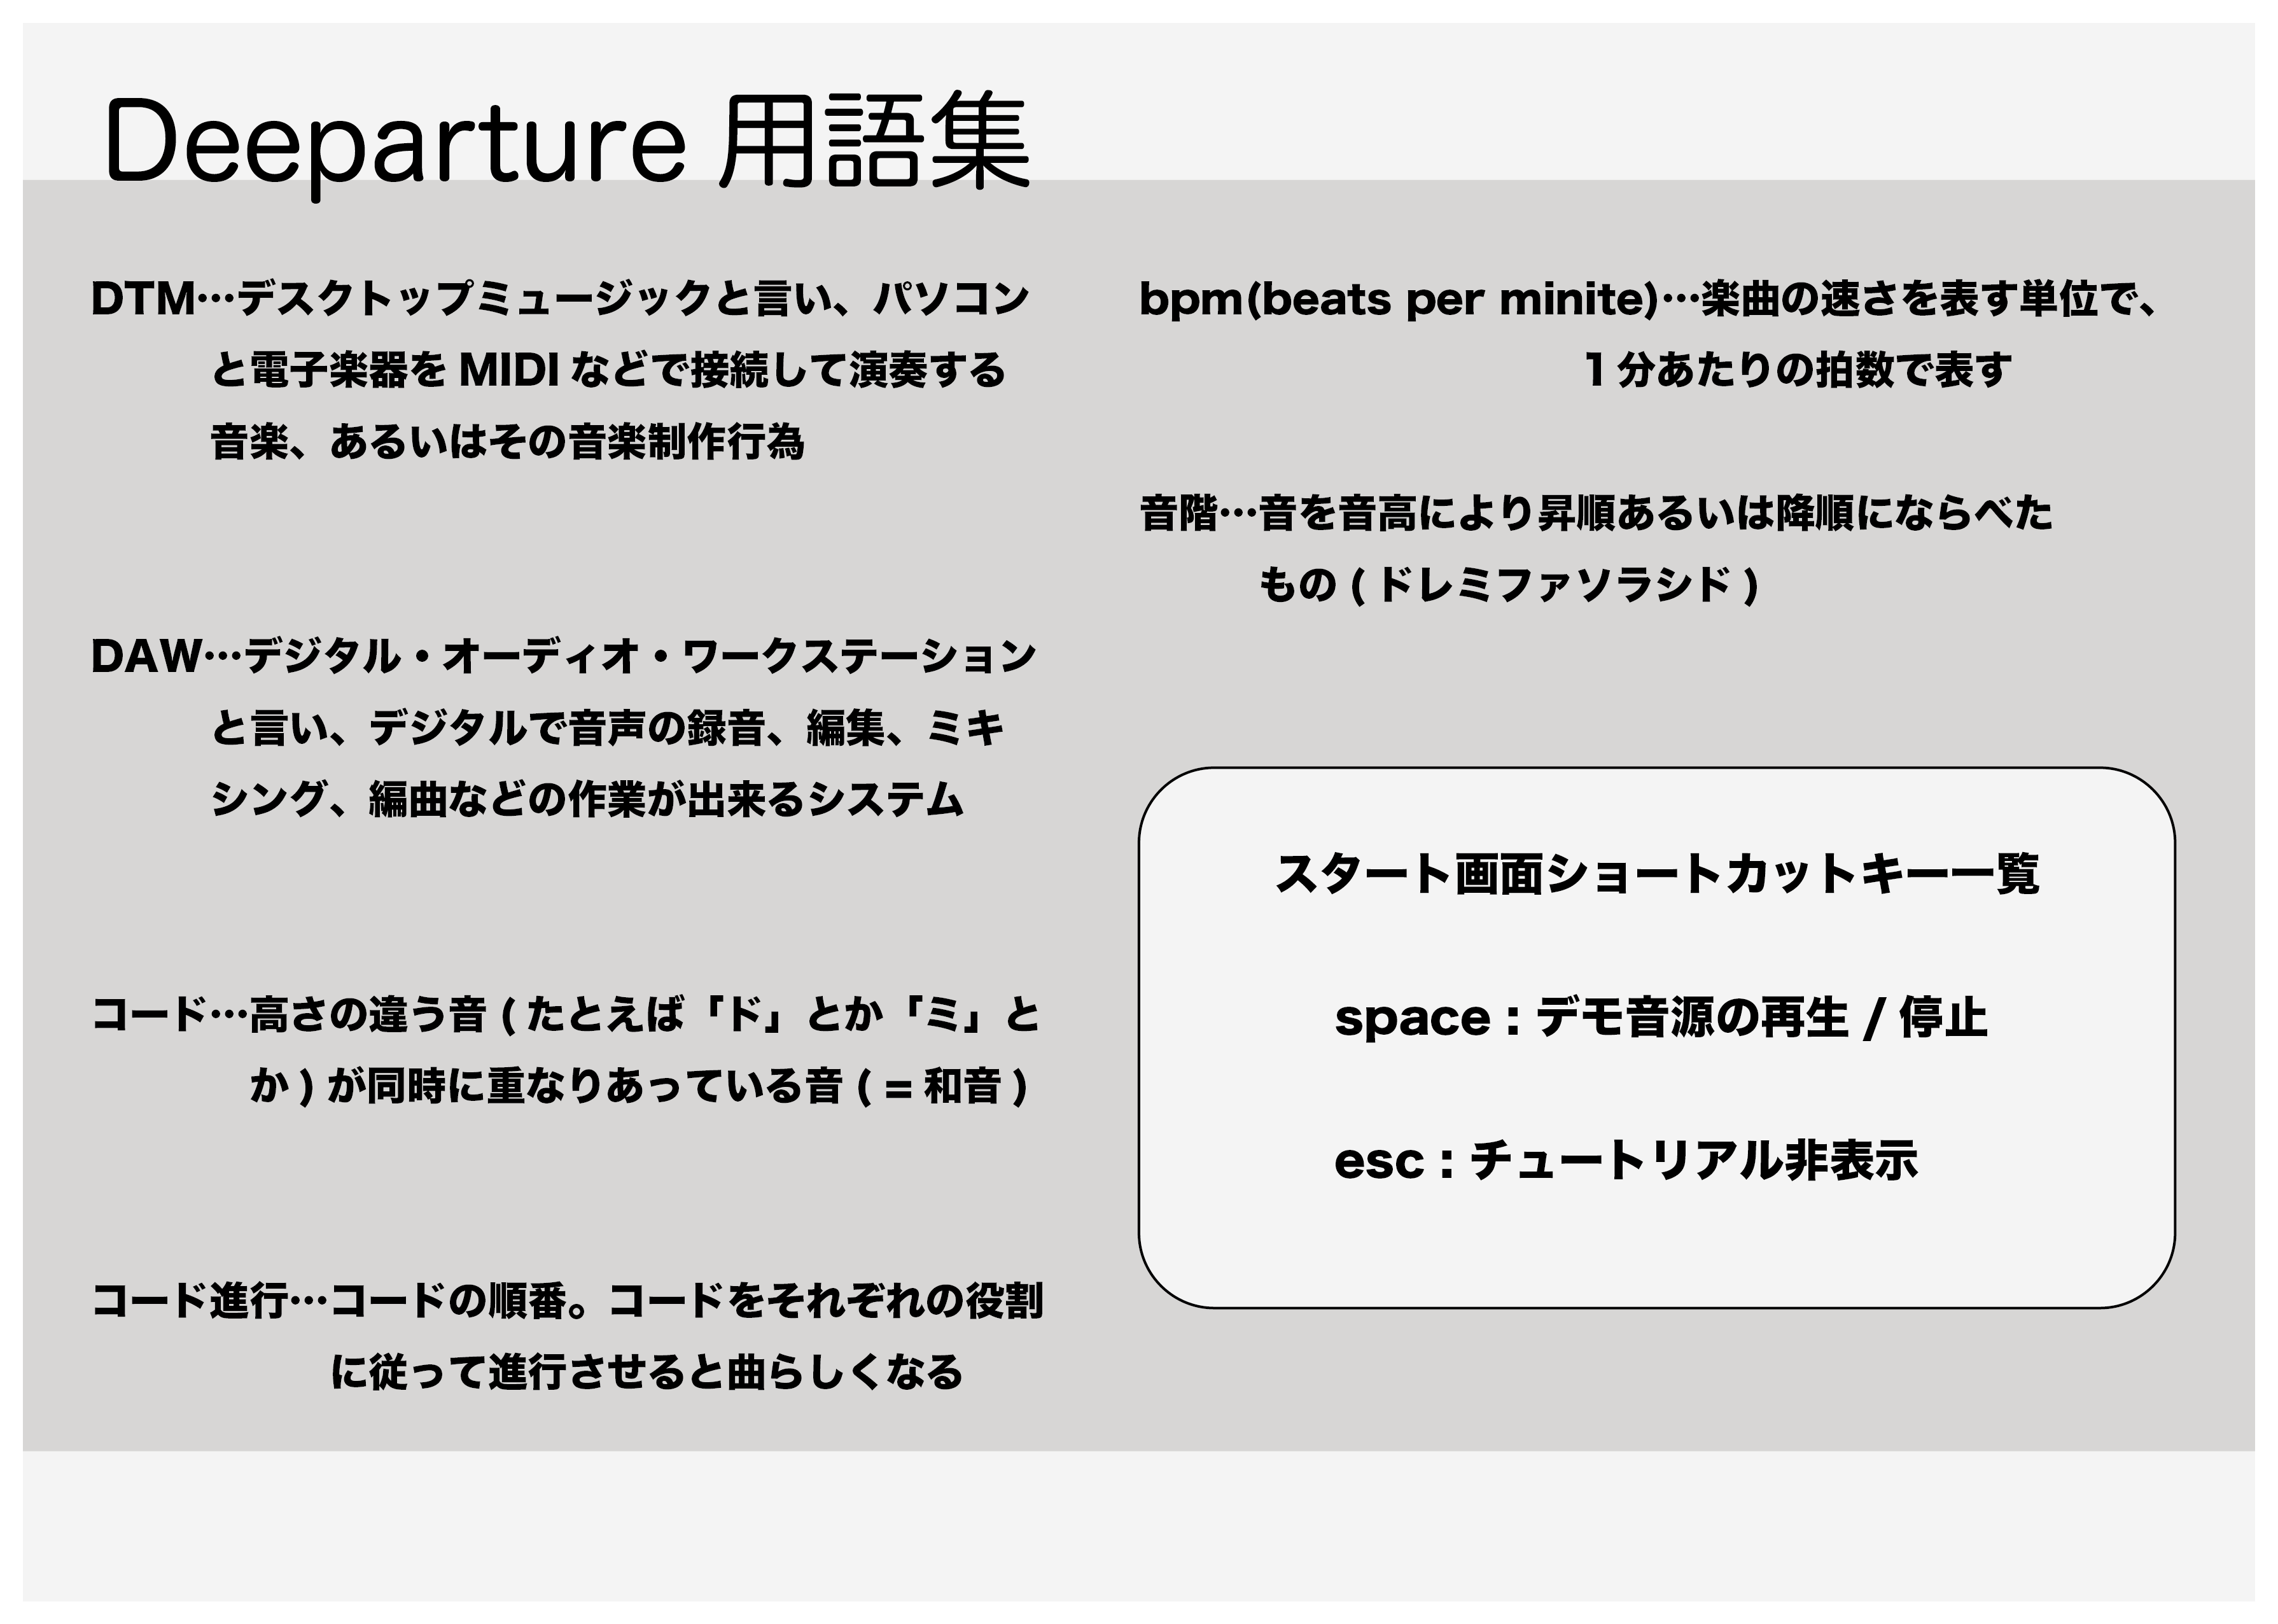 Deeparture 用語集
DTM…デスクトップミュージックと言い、パソコン
と電子楽器を MIDI などで接続して演奏する
音楽、あるいはその音楽制作行為
DAW…デジタル・オーディオ・ワークステーション
と言い、デジタルで音声の録音、編集、ミキ
シング、編曲などの作業が出来るシステム
コード…高さの違う音 ( たとえば「ド」とか「ミ」と
か ) が同時に重なりあっている音 ( = 和音 )
コード進行…コードの順番。コードをそれぞれの役割
に従って進行させると曲らしくなる
bpm(beats per minite)…楽曲の速さを表す単位で、
1 分あたりの拍数で表す
音階…音を音高により昇順あるいは降順にならべた
もの ( ドレミファソラシド )
スタート画面ショートカットキー一覧
space : デモ音源の再生 / 停止
esc : チュートリアル非表示